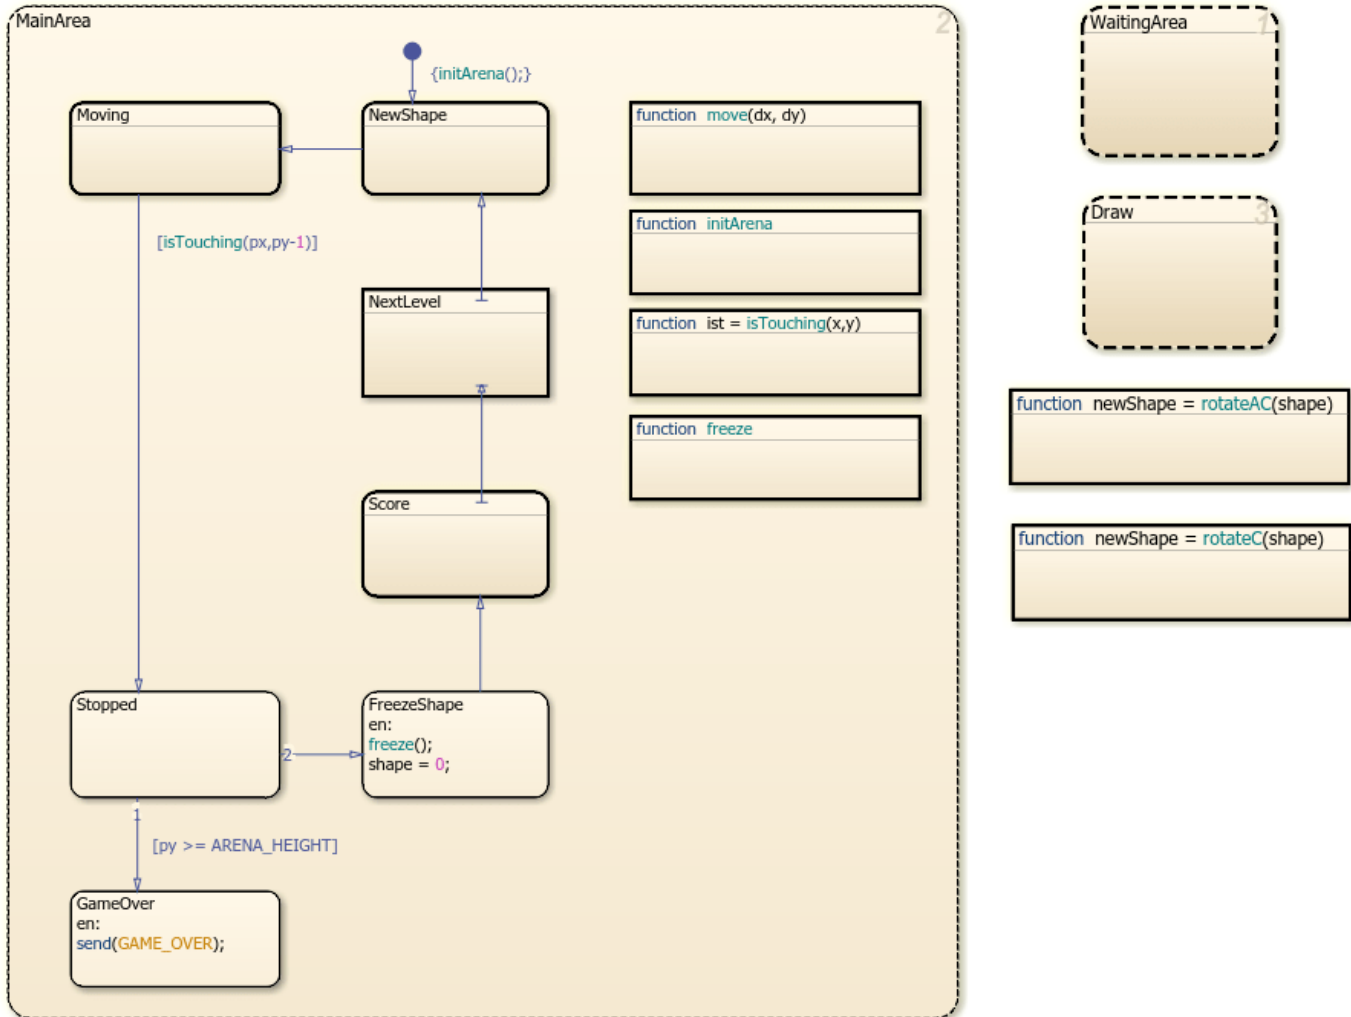 MainArea
2
{initArena();}
Moving
NewShape
[isTouching(px,py-1)]
NextLevel
Score
Stopped
2
FreezeShape
en:
freeze();
shape = 0;
1
[py >= ARENA_HEIGHT]
GameOver
en:
send(GAME_OVER);
function move(dx, dy)
function initArena
function ist = isTouching(x,y)
function freeze
WaitingArea
1
Draw
3
function newShape = rotateAC(shape)
function newShape = rotateC(shape)